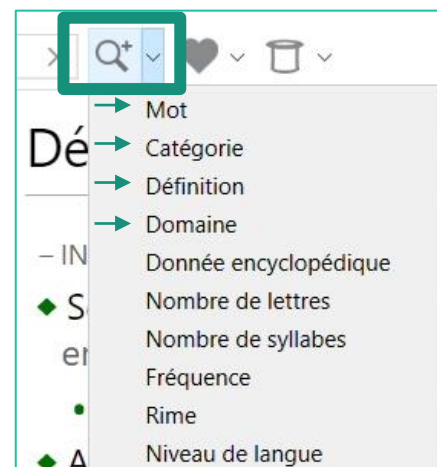 Mot
Dé
Catégorie
Définition
Domaine
– IN
Donnée encyclopédique
S
Nombre de lettres
Nombre de syllabes
Fréquence
Rime
Niveau de langue